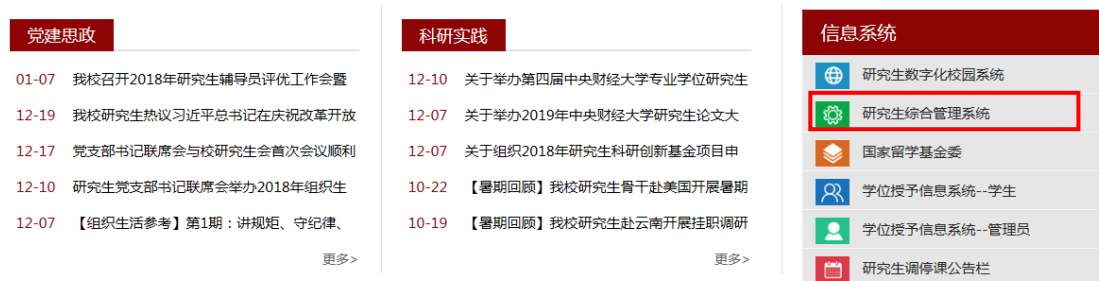 党建思政
01-07 我校召开2018年研究生辅导员评优工作会暨
12-19 我校研究生热议习近平总书记在庆祝改革开放
12-17 党支部书记联席会与校研究生会首次会议顺利
12-10 研究生党支部书记联席会举办2018年组织生
12-07 【组织生活参考】第1期：讲规矩、守纪律、
更多>
科研实践
12-10 关于举办第四届中央财经大学专业学位研究生
12-07 关于举办2019年中央财经大学研究生论文大
12-07 关于组织2018年研究生科研创新基金项目申
10-22 【暑期回顾】我校研究生骨干赴美国开展暑期
10-19 【暑期回顾】我校研究生赴云南开展挂职调研
更多>
信息系统
研究生数字化校园系统
研究生综合管理系统
国家留学基金委
学位授予信息系统--学生
学位授予信息系统--管理员
研究生调停课公告栏